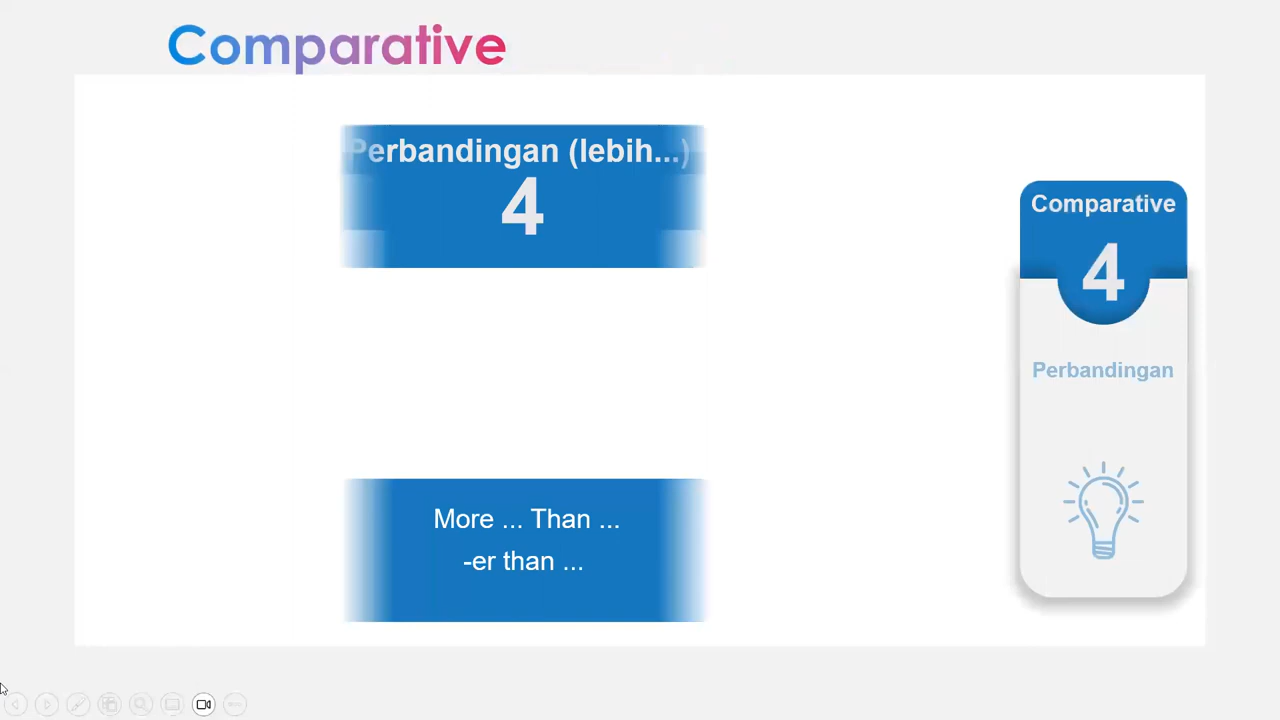 Comparative
Perbandingan (lebih...)
4
More ... Than ...
-er than ...
Comparative
4
Perbandingan